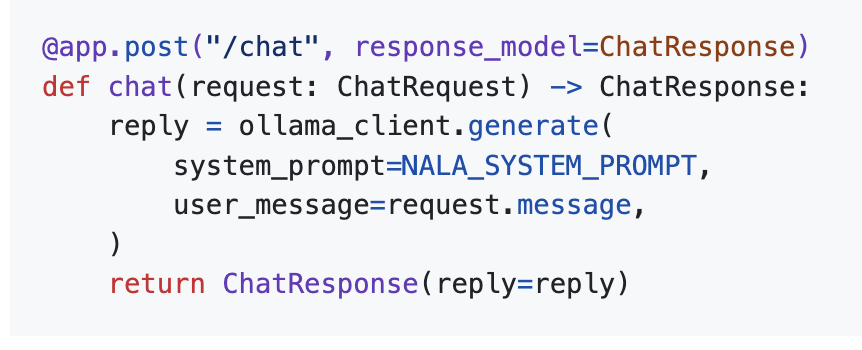 @app.post("/chat", response_model=ChatResponse)
def chat(request: ChatRequest) -> ChatResponse:
    reply = ollama_client.generate(
        system_prompt=NALA_SYSTEM_PROMPT,
        user_message=request.message,
    )
    return ChatResponse(reply=reply)